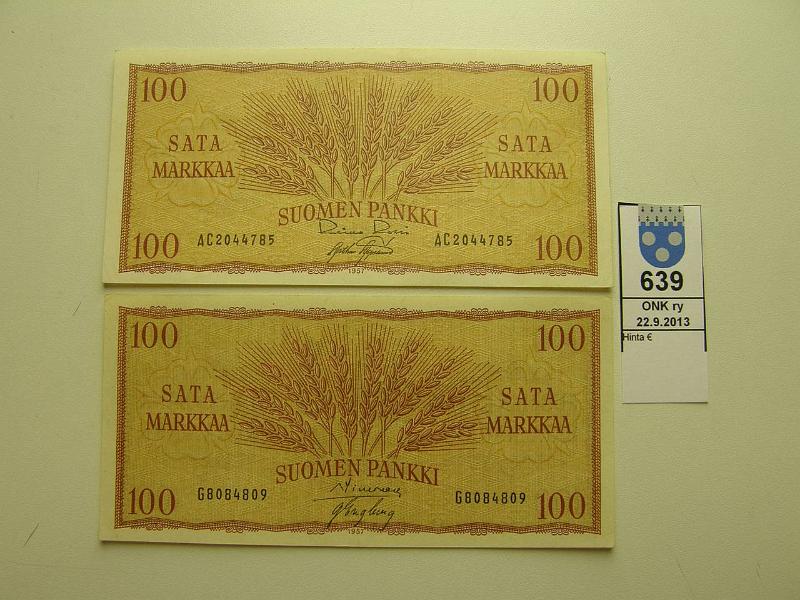 100 100
SATA SATA
MARKKAA MARKKAA
SUOMEN PANKKI
AC2044785 AC2044785
100 100
1957
100 100
SATA SATA
MARKKAA MARKKAA
SUOMEN PANKKI
G8084809 G8084809
100 100
1957
639
ONK ry
22.9.2013
Hinta €